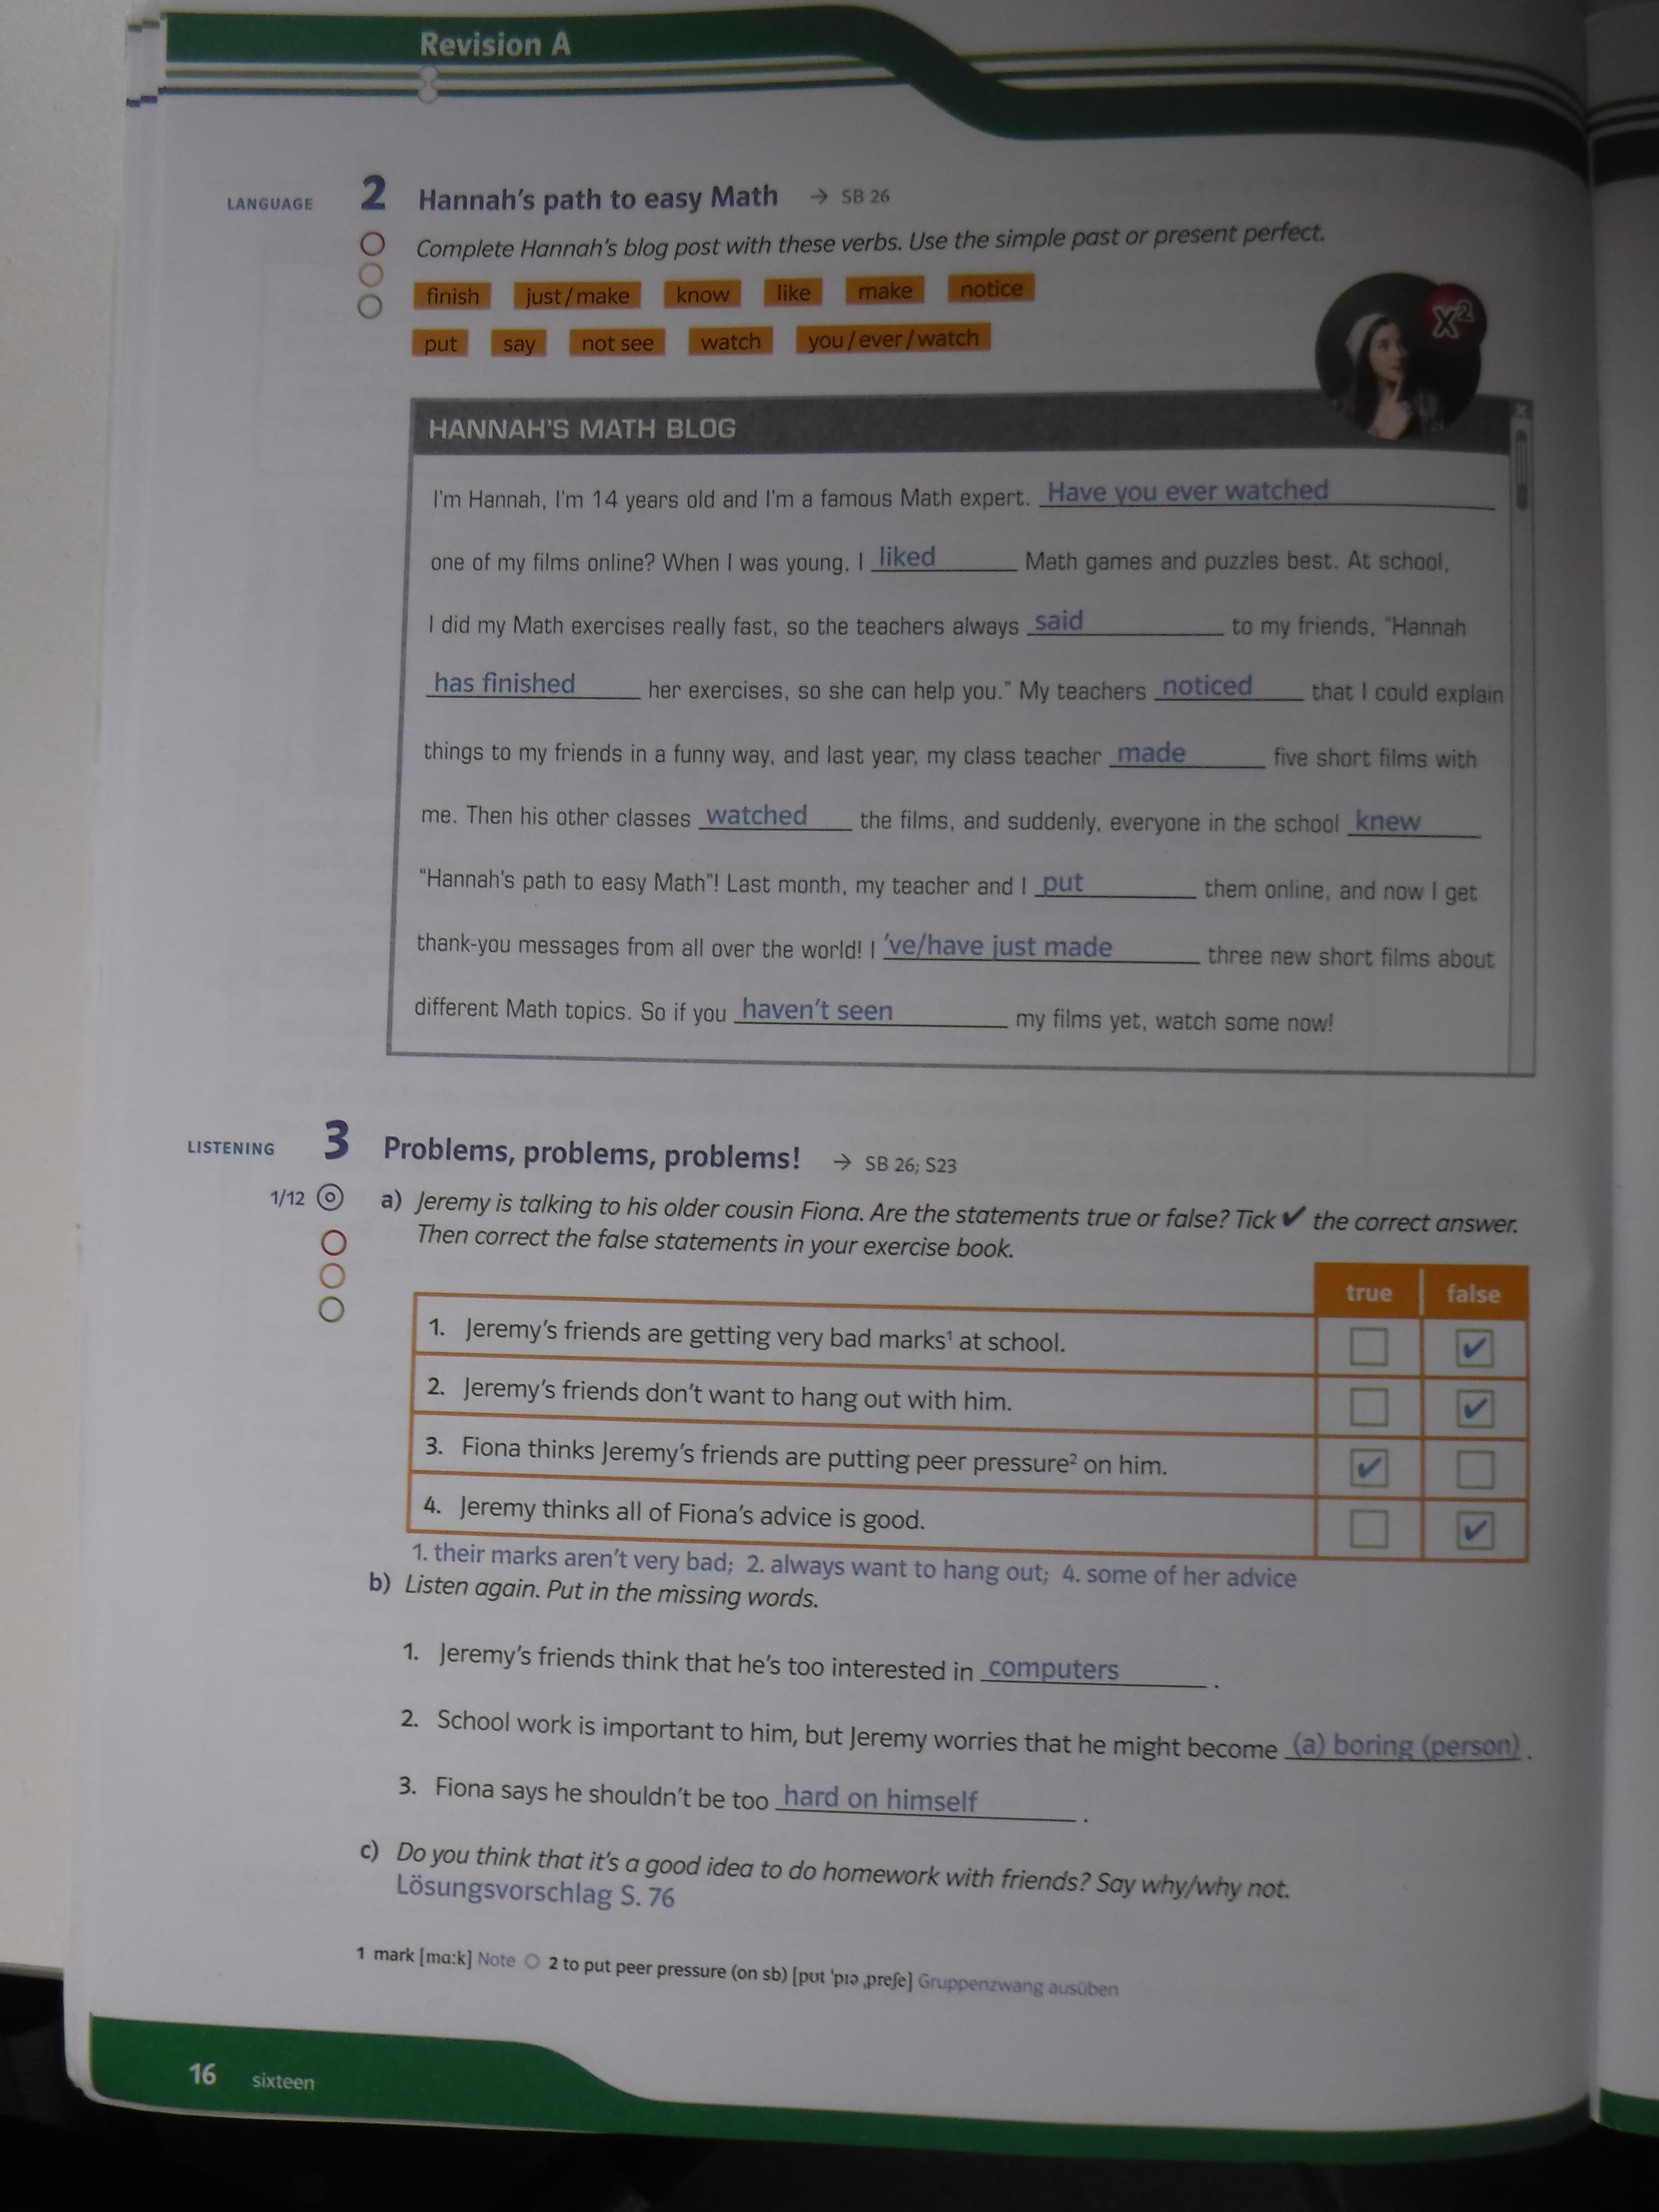 Revision A
LANGUAGE 2 Hannah's path to easy Math → SB 26
Complete Hannah's blog post with these verbs. Use the simple past or present perfect.
finish just / make know like make notice
put say not see watch you / ever / watch
x²
HANNAH'S MATH BLOG
I'm Hannah, I'm 14 years old and I'm a famous Math expert. Have you ever watched
one of my films online? When I was young, I liked Math games and puzzles best. At school,
I did my Math exercises really fast, so the teachers always said to my friends, "Hannah
has finished her exercises, so she can help you." My teachers noticed that I could explain
things to my friends in a funny way, and last year, my class teacher made five short films with
me. Then his other classes watched the films, and suddenly, everyone in the school knew
"Hannah's path to easy Math"! Last month, my teacher and I put them online, and now I get
thank-you messages from all over the world! I 've/have just made three new short films about
different Math topics. So if you haven't seen my films yet, watch some now!
LISTENING 3 Problems, problems, problems! → SB 26; S23
1/12 a) Jeremy is talking to his older cousin Fiona. Are the statements true or false? Tick ✔ the correct answer.
Then correct the false statements in your exercise book.
true false
1. Jeremy's friends are getting very bad marks¹ at school. ✔
2. Jeremy's friends don't want to hang out with him. ✔
3. Fiona thinks Jeremy's friends are putting peer pressure² on him. ✔
4. Jeremy thinks all of Fiona's advice is good. ✔
1. their marks aren't very bad; 2. always want to hang out; 4. some of her advice
b) Listen again. Put in the missing words.
1. Jeremy's friends think that he's too interested in computers.
2. School work is important to him, but Jeremy worries that he might become (a) boring (person).
3. Fiona says he shouldn't be too hard on himself.
c) Do you think that it's a good idea to do homework with friends? Say why/why not.
Lösungsvorschlag S. 76
1 mark [mɑːk] Note 2 to put peer pressure (on sb) [pʊt ˈpɪə ˌpreʃə] Gruppenzwang ausüben
16 sixteen